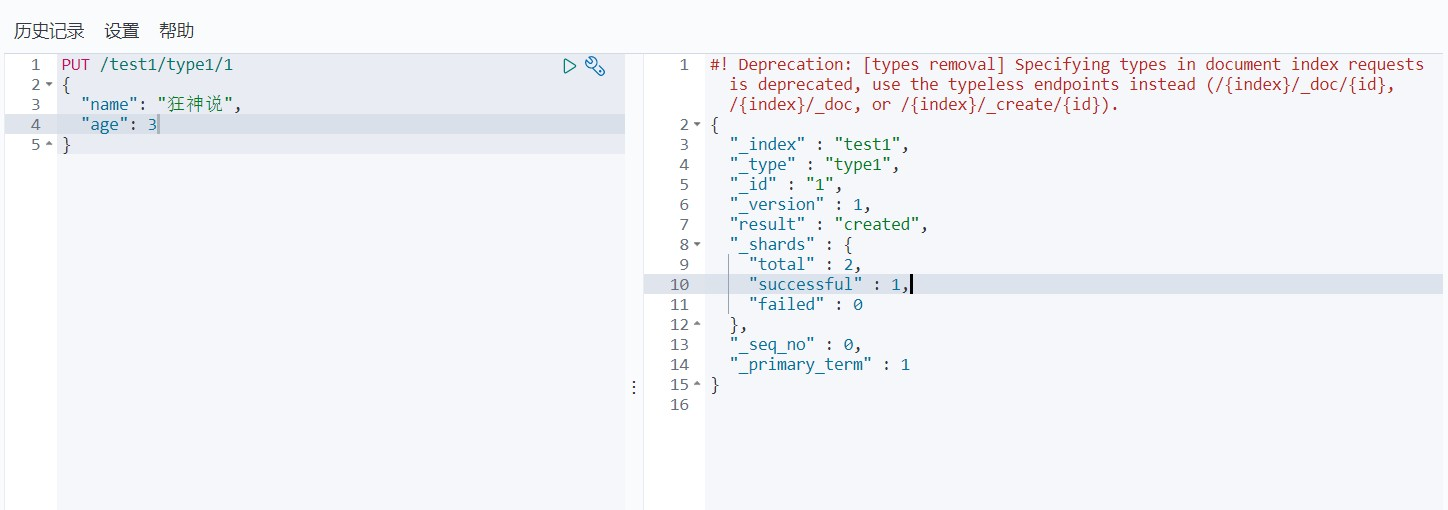 历史记录 设置 帮助
1 PUT /test1/type1/1
2 {
3 "name": "狂神说",
4 "age": 3
5 }
1 #! Deprecation: [types removal] Specifying types in document index requests
is deprecated, use the typeless endpoints instead (/{index}/_doc/{id},
/{index}/_doc, or /{index}/_create/{id}).
2 {
3 "_index" : "test1",
4 "_type" : "type1",
5 "_id" : "1",
6 "_version" : 1,
7 "result" : "created",
8 "_shards" : {
9 "total" : 2,
10 "successful" : 1,
11 "failed" : 0
12 },
13 "_seq_no" : 0,
14 "_primary_term" : 1
15 }
16